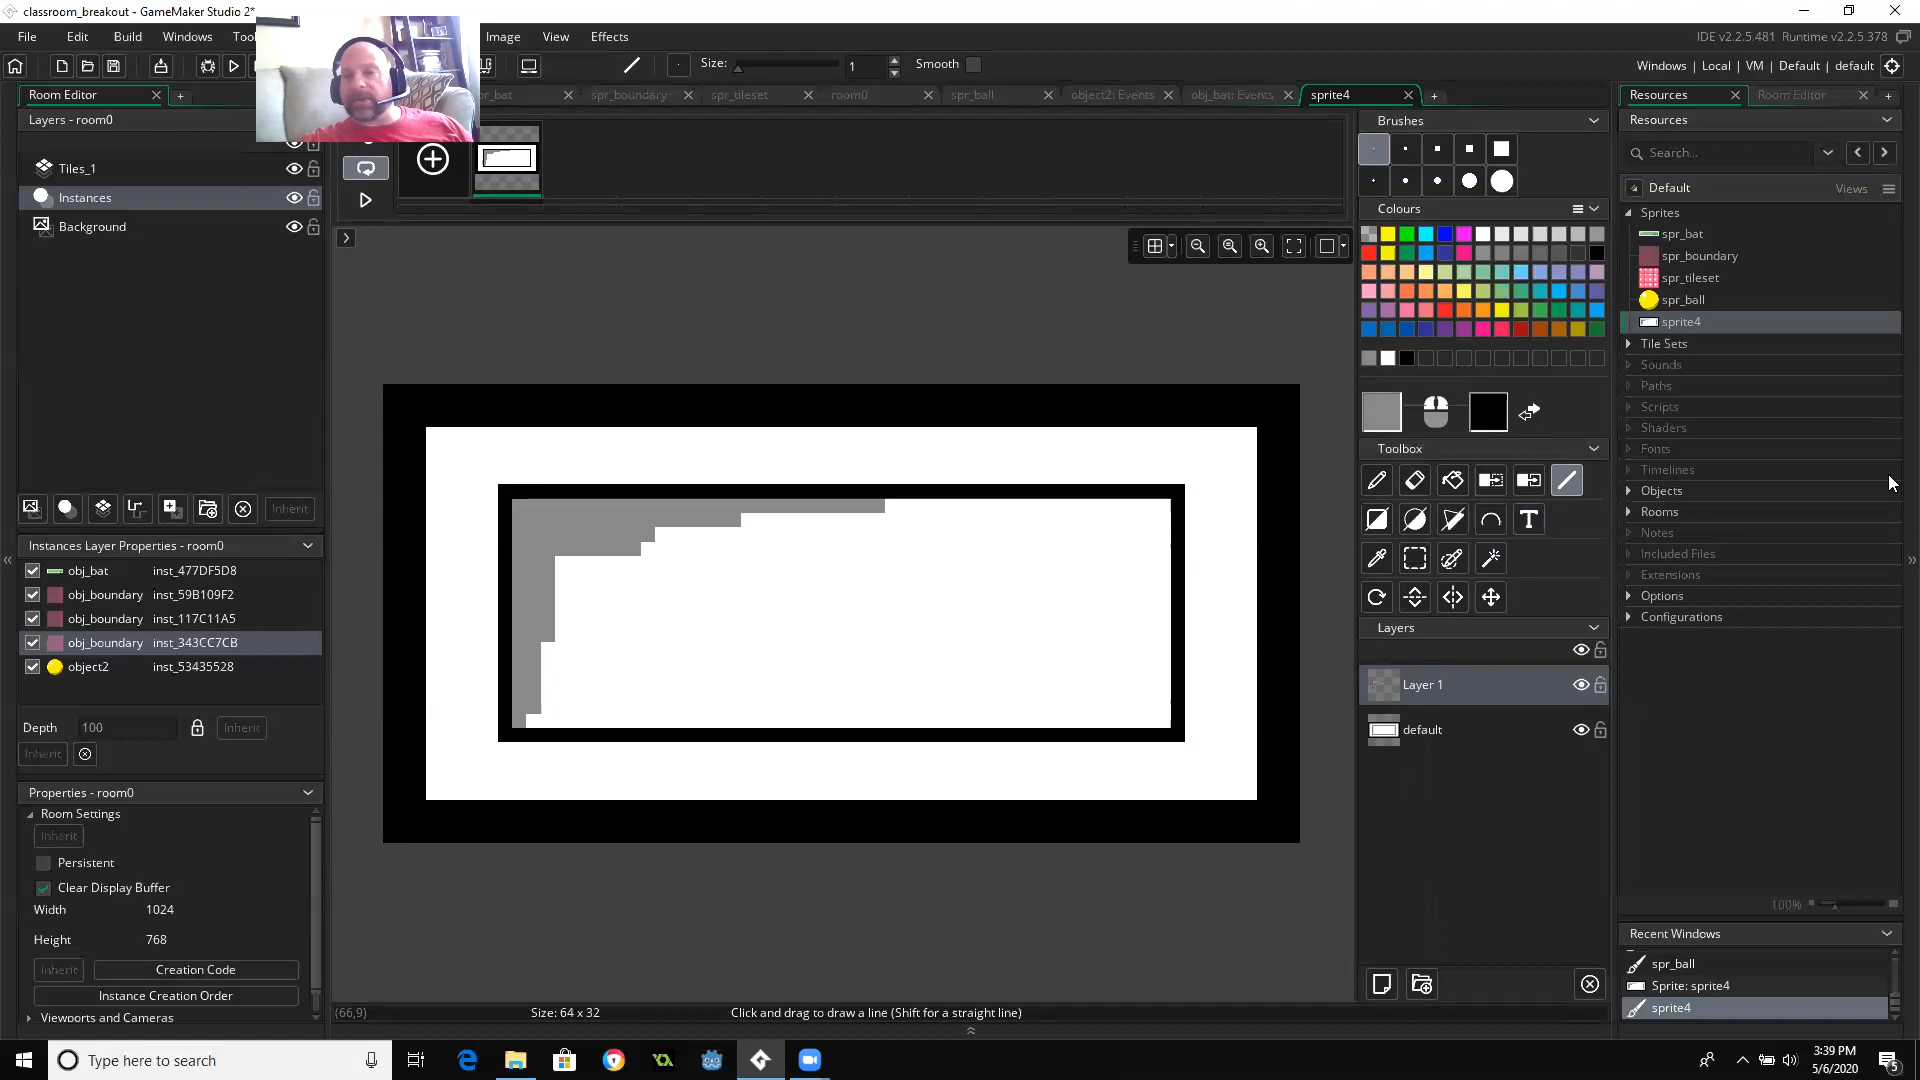 classroom_breakout - GameMaker Studio 2*
File Edit Build Windows Image View Effects
IDE v2.2.5.481 Runtime v2.2.5.378
Size: 1 Smooth
Windows | Local | VM | Default | default
Room Editor
spr_boundary spr_tileset room0 spr_ball object2: Events obj_bat: Events sprite4
Resources Room Editor
Layers - room0
Tiles_1
Instances
Background
Inherit
Instances Layer Properties - room0
obj_bat inst_477DF5D8
obj_boundary inst_59B109F2
obj_boundary inst_117C11A5
obj_boundary inst_343CC7CB
object2 inst_53435528
Depth 100 Inherit
Inherit
Properties - room0
Room Settings
Inherit
Persistent
Clear Display Buffer
Width 1024
Height 768
Inherit Creation Code
Instance Creation Order
Viewports and Cameras
(66,9) Size: 64 x 32 Click and drag to draw a line (Shift for a straight line)
Brushes
Colours
Toolbox
T
Layers
Layer 1
default
Resources
Search...
Default Views
Sprites
spr_bat
spr_boundary
spr_tileset
spr_ball
sprite4
Tile Sets
Sounds
Paths
Scripts
Shaders
Fonts
Timelines
Objects
Rooms
Notes
Included Files
Extensions
Options
Configurations
100%
Recent Windows
spr_ball
Sprite: sprite4
sprite4
Type here to search
3:39 PM
5/6/2020
5